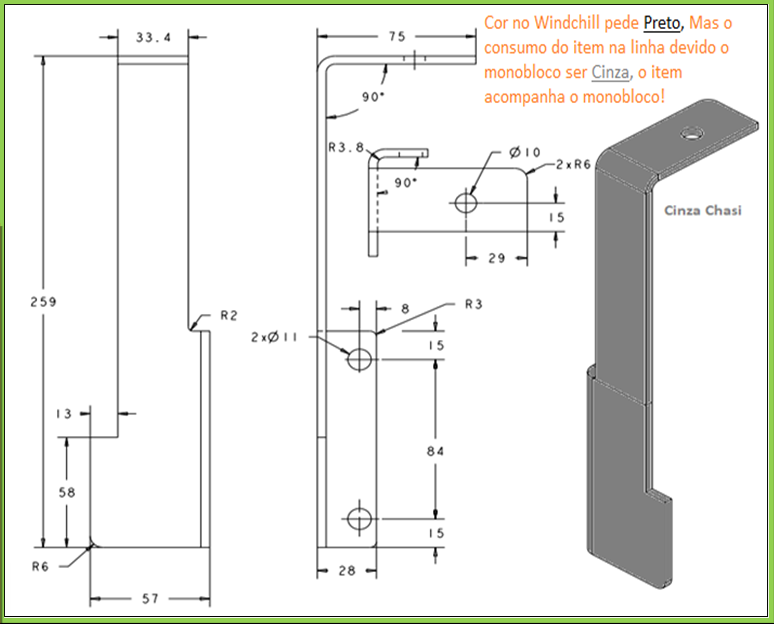 Cor no Windchill pede Preto, Mas o
consumo do item na linha devido o
monobloco ser Cinza, o item
acompanha o monobloco!
33.4
75
90°
R3.8
Ø10
2xR6
90°
15
Cinza Chasi
29
259
R2
8
R3
2xØ11
15
13
84
58
15
R6
28
57